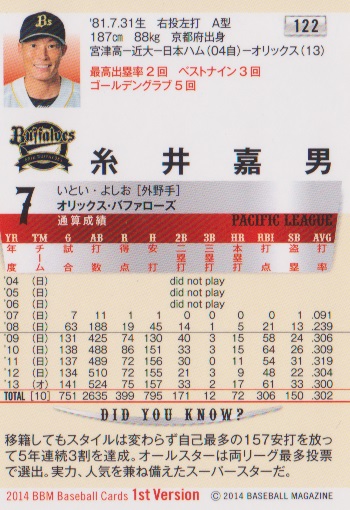 '81.7.31生 右投左打 A型 122
187cm 88kg 京都府出身
宮津高ー近大ー日本ハム(04自)ーオリックス(13)
最高出塁率2回 ベストナイン3回
ゴールデングラブ5回
Bs
Buffaloes
糸井嘉男
7 いとい・よしお [外野手]
オリックス・バファローズ
通算成績 PACIFIC LEAGUE
YR TM G AB R H 2B 3B HR RBI SB AVG
年度 チーム 試合 打数 得点 安打 二塁打 三塁打 本塁打 打点 盗塁 打率
'04 (日) did not play
'05 (日) did not play
'06 (日) did not play
'07 (日) 7 11 1 1 0 0 0 0 1 .091
'08 (日) 63 188 19 45 14 1 5 21 13 .239
'09 (日) 131 425 74 130 40 3 15 58 24 .306
'10 (日) 138 488 86 151 33 3 15 64 26 .309
'11 (日) 137 489 72 156 30 0 11 54 31 .319
'12 (日) 134 510 72 155 21 2 9 48 22 .304
'13 (オ) 141 524 75 157 33 2 17 61 33 .300
TOTAL [10] 751 2635 399 795 171 12 72 306 150 .302
DID YOU KNOW?
移籍してもスタイルは変わらず自己最多の157安打を放っ
て5年連続3割を達成。オールスターは両リーグ最多投票
で選出。実力、人気を兼ね備えたスーパースターだ。
2014 BBM Baseball Cards 1st Version © 2014 BASEBALL MAGAZINE